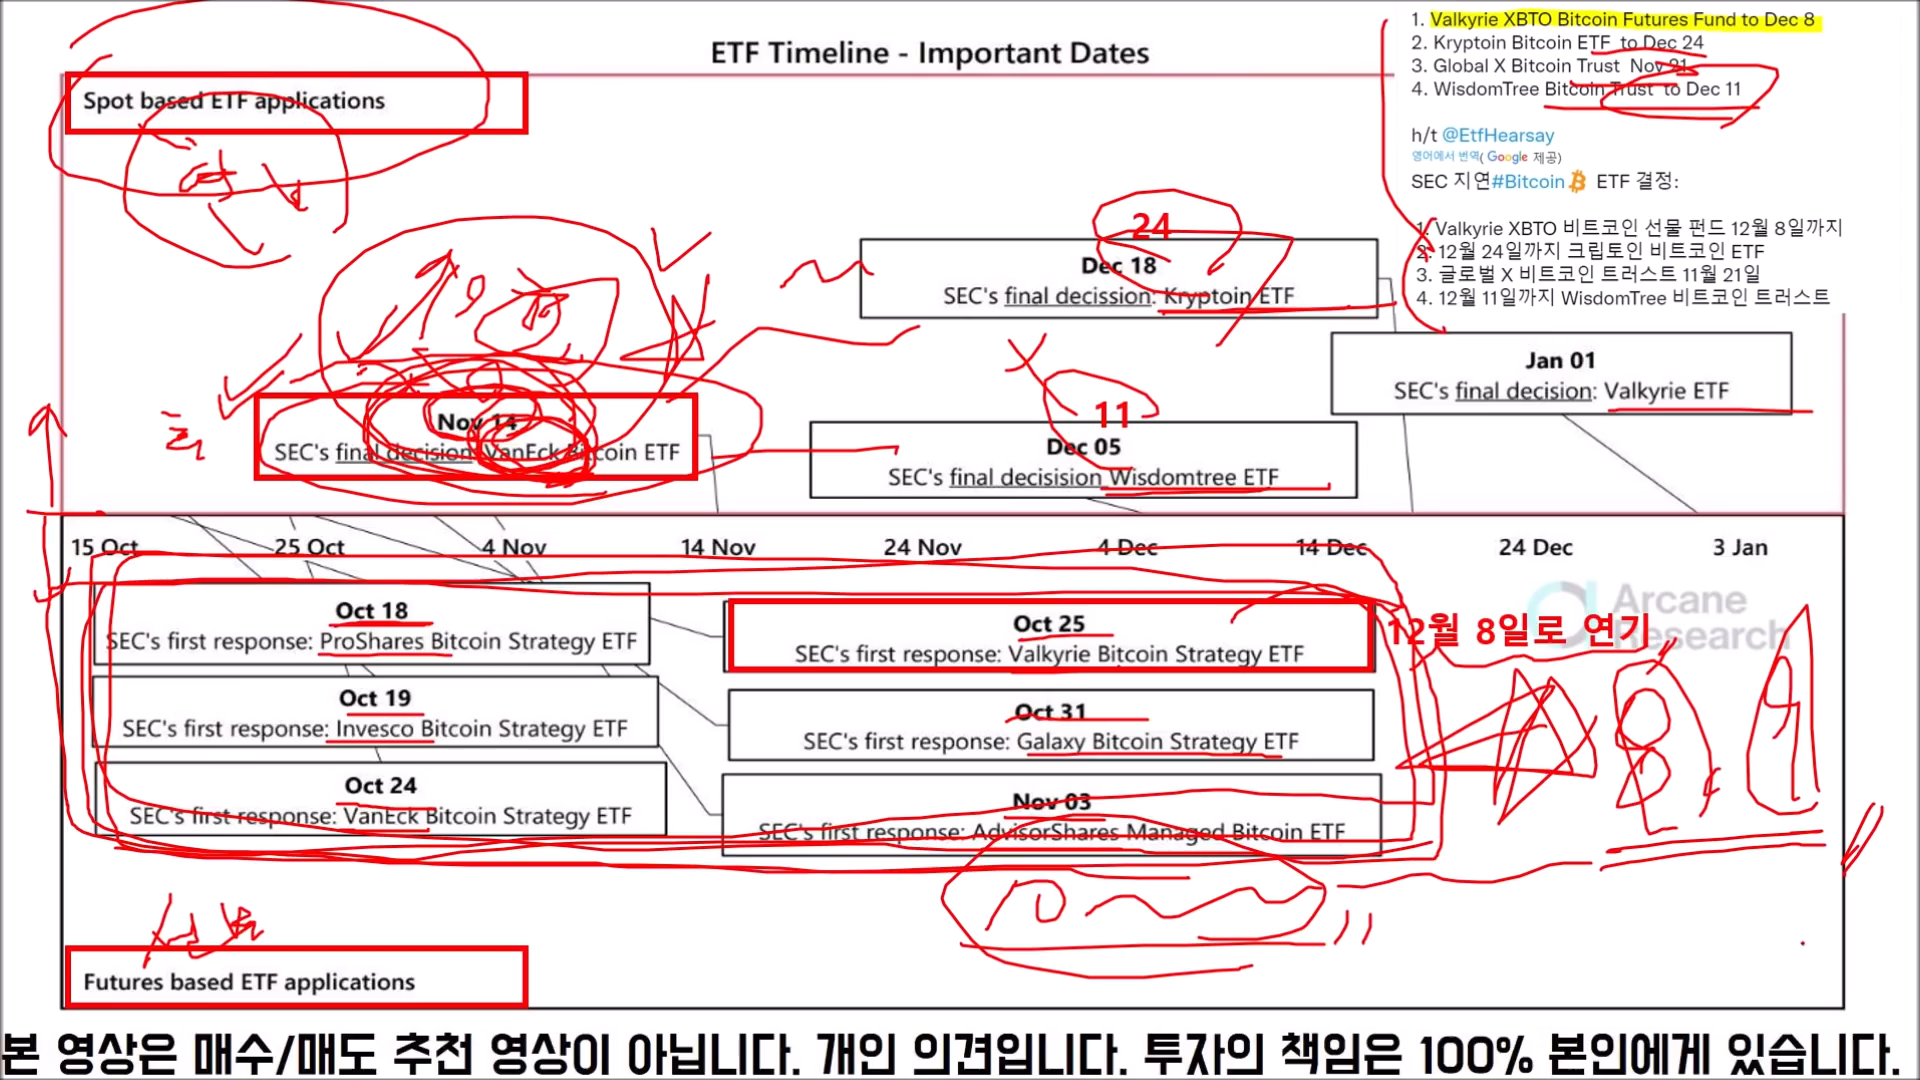 ETF Timeline - Important Dates
Spot based ETF applications
1. Valkyrie XBTO Bitcoin Futures Fund to Dec 8
2. Kryptoin Bitcoin ETF to Dec 24
3. Global X Bitcoin Trust Nov 21
4. WisdomTree Bitcoin Trust to Dec 11
h/t @EtfHearsay
영어에서 번역( Google 제공)
SEC 지연#Bitcoin ETF 결정:
1. Valkyrie XBTO 비트코인 선물 펀드 12월 8일까지
2. 12월 24일까지 크립토인 비트코인 ETF
3. 글로벌 X 비트코인 트러스트 11월 21일
4. 12월 11일까지 WisdomTree 비트코인 트러스트
24
Dec 18
SEC's final decission: Kryptoin ETF
Jan 01
SEC's final decision: Valkyrie ETF
Nov 14
SEC's final decision: VanEck Bitcoin ETF
11
Dec 05
SEC's final decisision Wisdomtree ETF
15 Oct 25 Oct 4 Nov 14 Nov 24 Nov 4 Dec 14 Dec 24 Dec 3 Jan
Oct 18
SEC's first response: ProShares Bitcoin Strategy ETF
Oct 25
SEC's first response: Valkyrie Bitcoin Strategy ETF
12월 8일로 연기
Arcane
Research
Oct 19
SEC's first response: Invesco Bitcoin Strategy ETF
Oct 31
SEC's first response: Galaxy Bitcoin Strategy ETF
Oct 24
SEC's first response: VanEck Bitcoin Strategy ETF
Nov 03
SEC's first response: AdvisorShares Managed Bitcoin ETF
선물
Futures based ETF applications
본 영상은 매수/매도 추천 영상이 아닙니다. 개인 의견입니다. 투자의 책임은 100% 본인에게 있습니다.